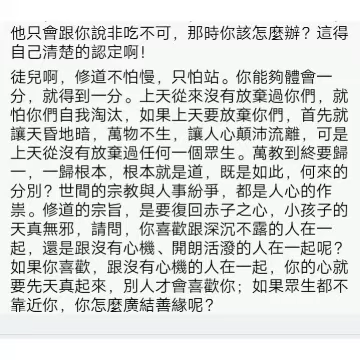 他只會跟你說非吃不可，那時你該怎麼辦？這得
自己清楚的認定啊！
徒兒啊，修道不怕慢，只怕站。你能夠體會一
分，就得到一分。上天從來沒有放棄過你們，就
怕你們自我淘汰，如果上天要放棄你們，首先就
讓天昏地暗，萬物不生，讓人心顛沛流離，可是
上天從沒有放棄過任何一個眾生。萬教到終要歸
一，一歸根本，根本就是道，既是如此，何來的
分別？世間的宗教與人事紛爭，都是人心的作
祟。修道的宗旨，是要復回赤子之心，小孩子的
天真無邪，請問，你喜歡跟深沉不露的人在一
起，還是跟沒有心機、開朗活潑的人在一起呢？
如果你喜歡，跟沒有心機的人在一起，你的心就
要先天真起來，別人才會喜歡你；如果眾生都不
靠近你，你怎麼廣結善緣呢？